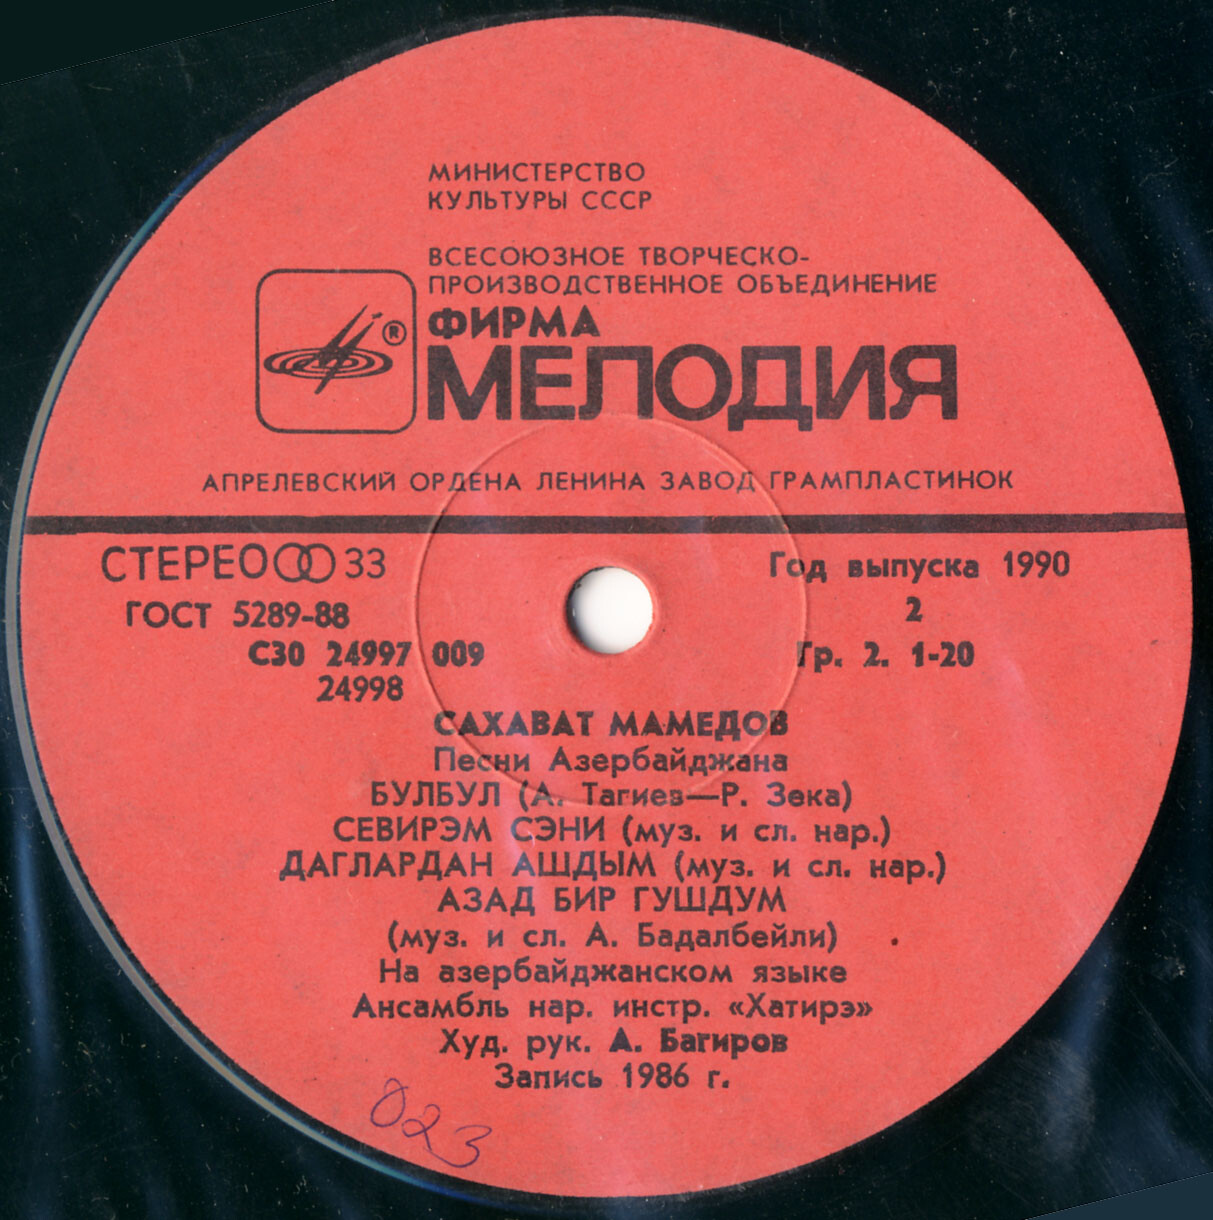 МИНИСТЕРСТВО
КУЛЬТУРЫ СССР
ВСЕСОЮЗНОЕ ТВОРЧЕСКО-
ПРОИЗВОДСТВЕННОЕ ОБЪЕДИНЕНИЕ
ФИРМА
®
МЕЛОДИЯ
АПРЕЛЕВСКИЙ ОРДЕНА ЛЕНИНА ЗАВОД ГРАМПЛАСТИНОК
СТЕРЕО 33
Год выпуска 1990
ГОСТ 5289-88
2
С30 24997 009
Гр. 2. 1-20
24998
САХАВАТ МАМЕДОВ
Песни Азербайджана
БУЛБУЛ (А. Тагиев—Р. Зека)
СЕВИРЭМ СЭНИ (муз. и сл. нар.)
ДАГЛАРДАН АШДЫМ (муз. и сл. нар.)
АЗАД БИР ГУШДУМ
(муз. и сл. А. Бадалбейли)
На азербайджанском языке
Ансамбль нар. инстр. «Хатирэ»
Худ. рук. А. Багиров
Запись 1986 г.
023